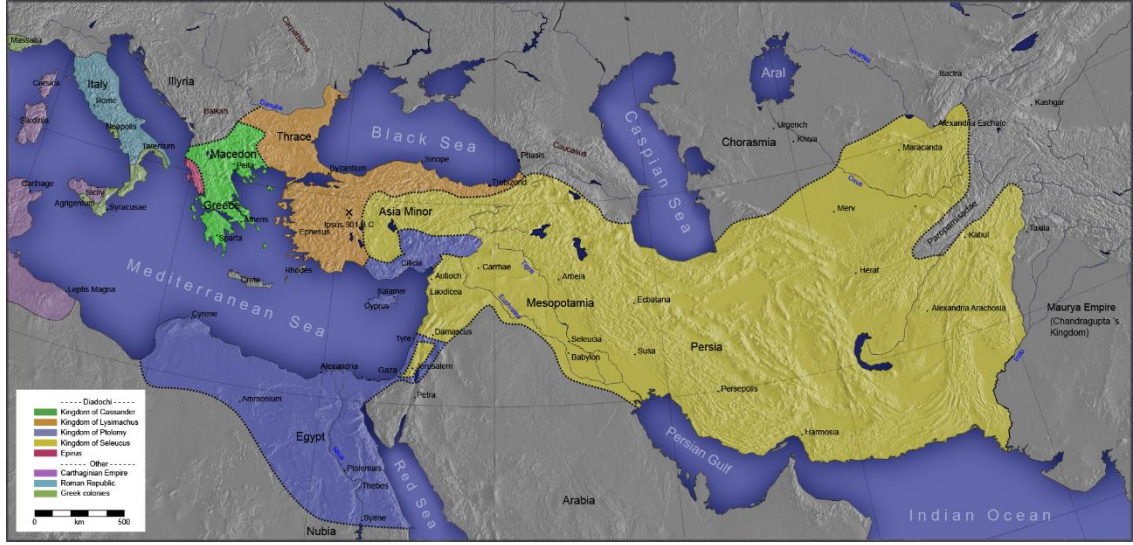 Massalia
Corsica
Sardinia
Italy
Rome
Neapolis
Tarentum
Carthage
Sicily
Agrigentum
Syracusae
Leptis Magna
Illyria
Carpathians
Balkan
Danube
Thrace
Macedon
Pella
Greece
Athens
Sparta
Crete
Rhodes
Byzantium
Ephesus
Ipsus 301 B.C
Asia Minor
Black Sea
Sinope
Trebizond
Phasis
Caucasus
Caspian Sea
Aral
Chorasmia
Urgench
Khiva
Iaxartes
Bactra
Kashgar
Alexandria Eschate
Maracanda
Oxus
Merv
Paropamisadae
Kabul
Taxila
Herat
Alexandria Arachosia
Maurya Empire
(Chandragupta 's
Kingdom)
Indo
Mediterranean Sea
Cilicia
Salamer
Cyprus
Antioch
Laodicea
Carrhae
Tigris
Arbela
Mesopotamia
Euphrates
Ecbatana
Damascus
Tyre
Jerusalem
Gaza
Petra
Seleucia
Babylon
Susa
Persia
Persepolis
Harmosia
Persian Gulf
Cyrene
Alexandria
Ammonium
Egypt
Nilus
Ptolemais
Thebes
Syene
Nubia
Red Sea
Arabia
Indian Ocean
Diadochi
Kingdom of Cassander
Kingdom of Lysimachus
Kingdom of Ptolemy
Kingdom of Seleucus
Epirus
Other
Carthaginian Empire
Roman Republic
Greek colonies
0 km 500